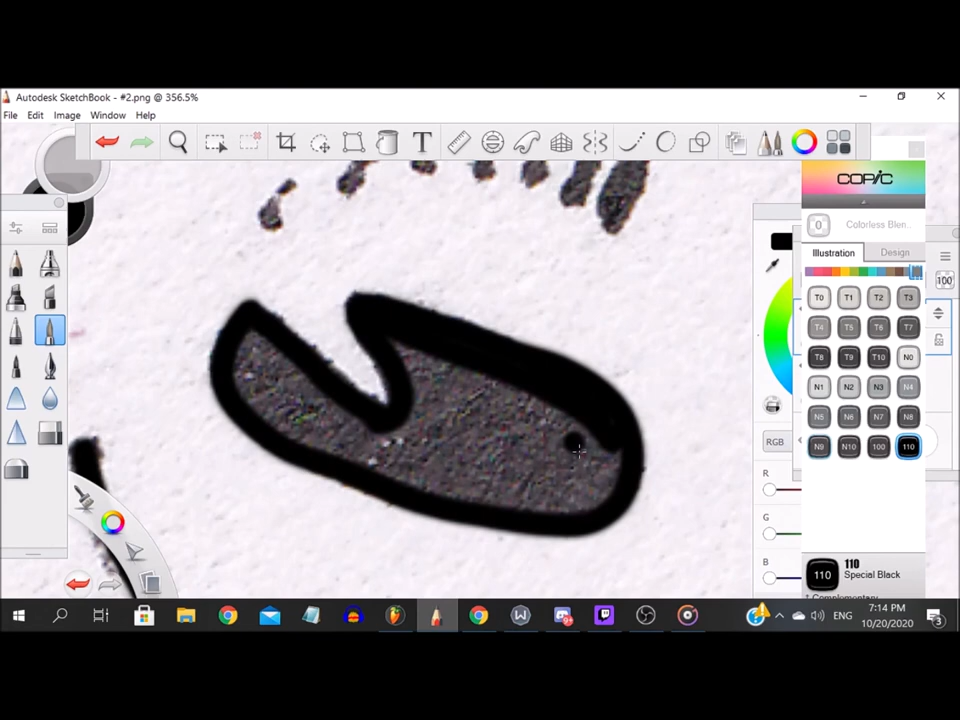 Autodesk SketchBook - #2.png @ 356.5%
File Edit Image Window Help
T
COPIC
0 Colorless Blen...
Illustration Design
100
T0 T1 T2 T3
T4 T5 T6 T7
T8 T9 T10 N0
N1 N2 N3 N4
N5 N6 N7 N8
N9 N10 100 110
RGB
R
G
B
110 110
Special Black
ENG
7:14 PM
10/20/2020
3